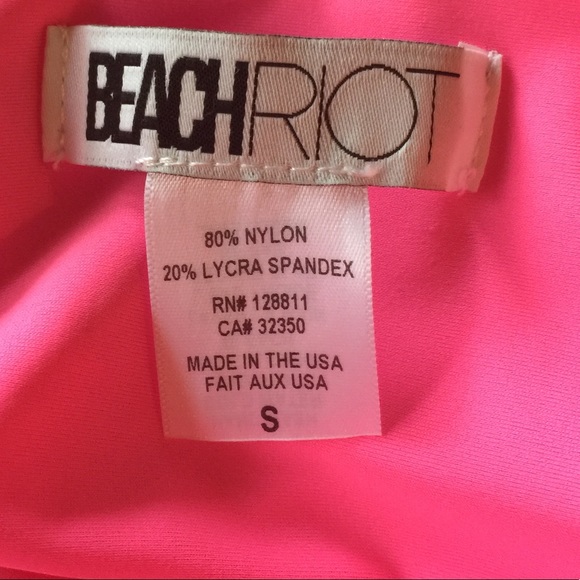 BEACHRIOT
80% NYLON
20% LYCRA SPANDEX
RN# 128811
CA# 32350
MADE IN THE USA
FAIT AUX USA
S